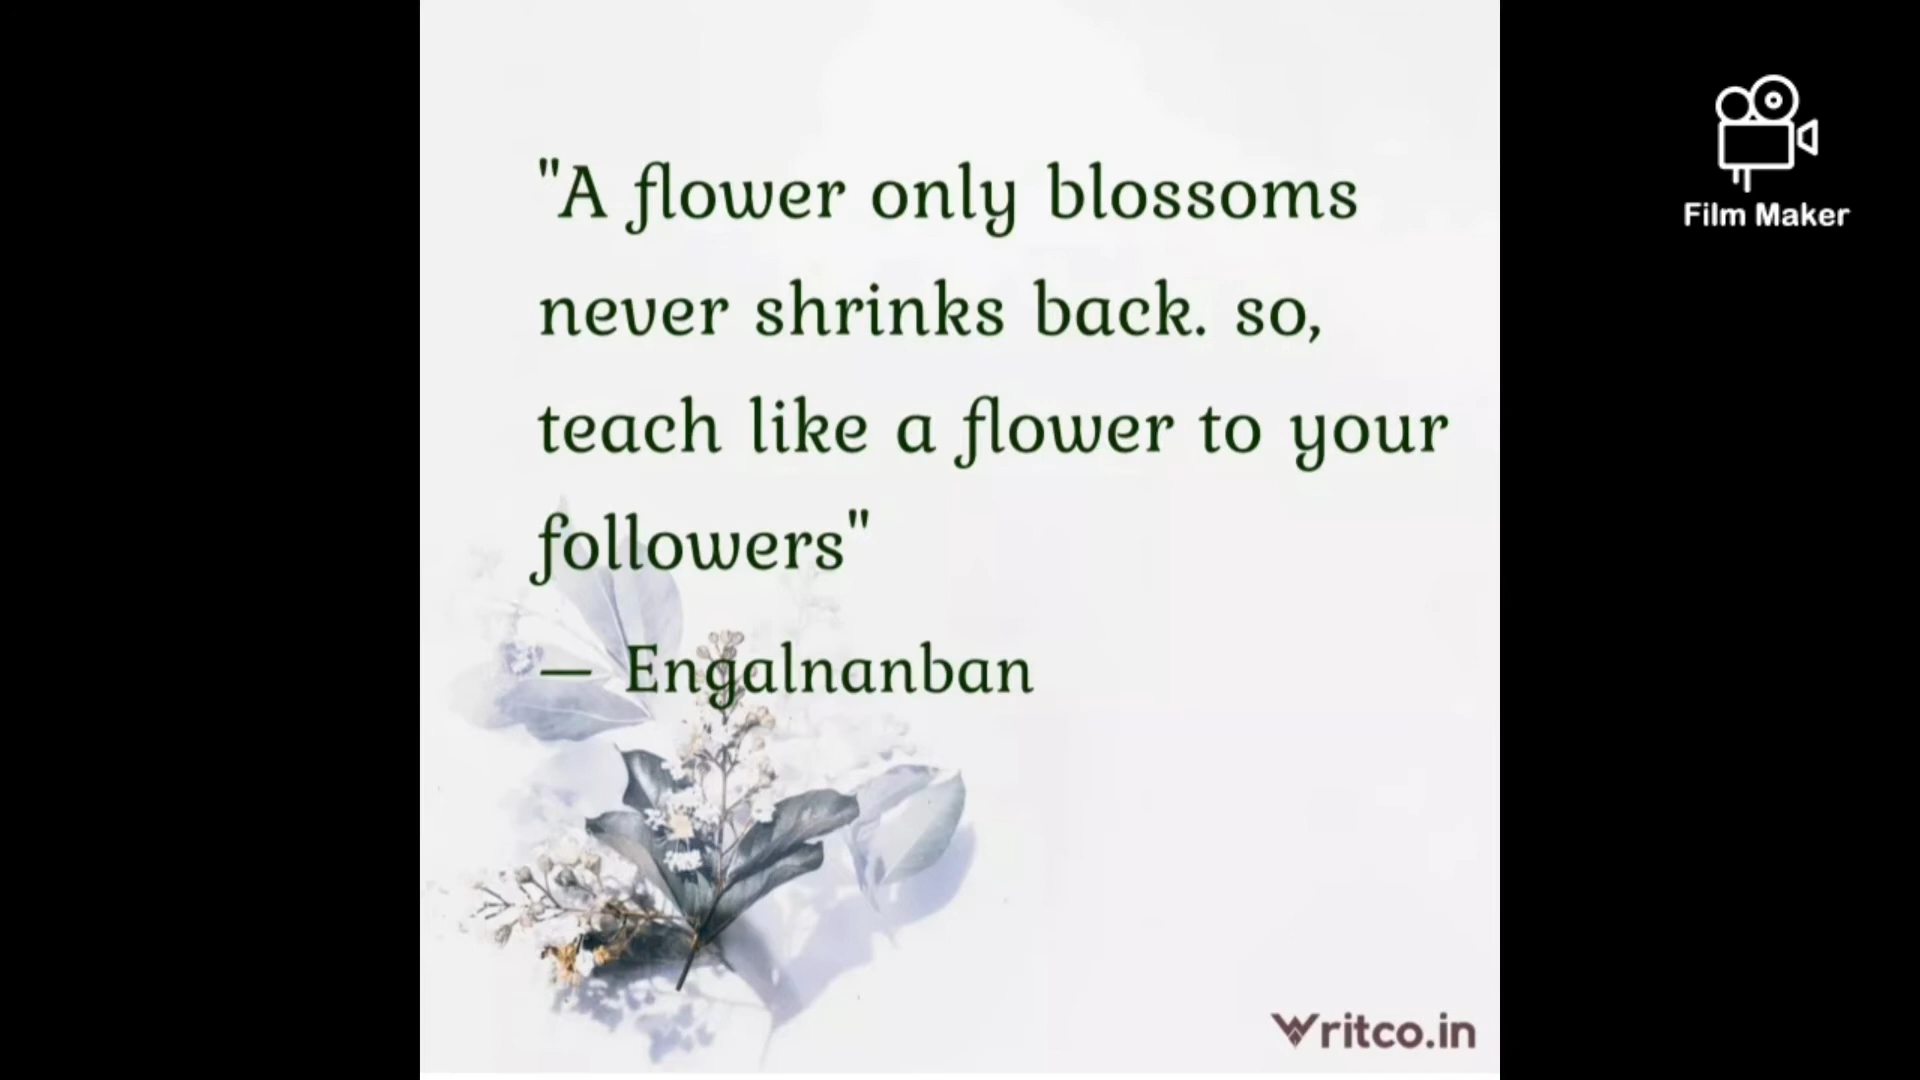 "A flower only blossoms
never shrinks back. so,
teach like a flower to your
followers"
— Engalnanban
Film Maker
Writco.in